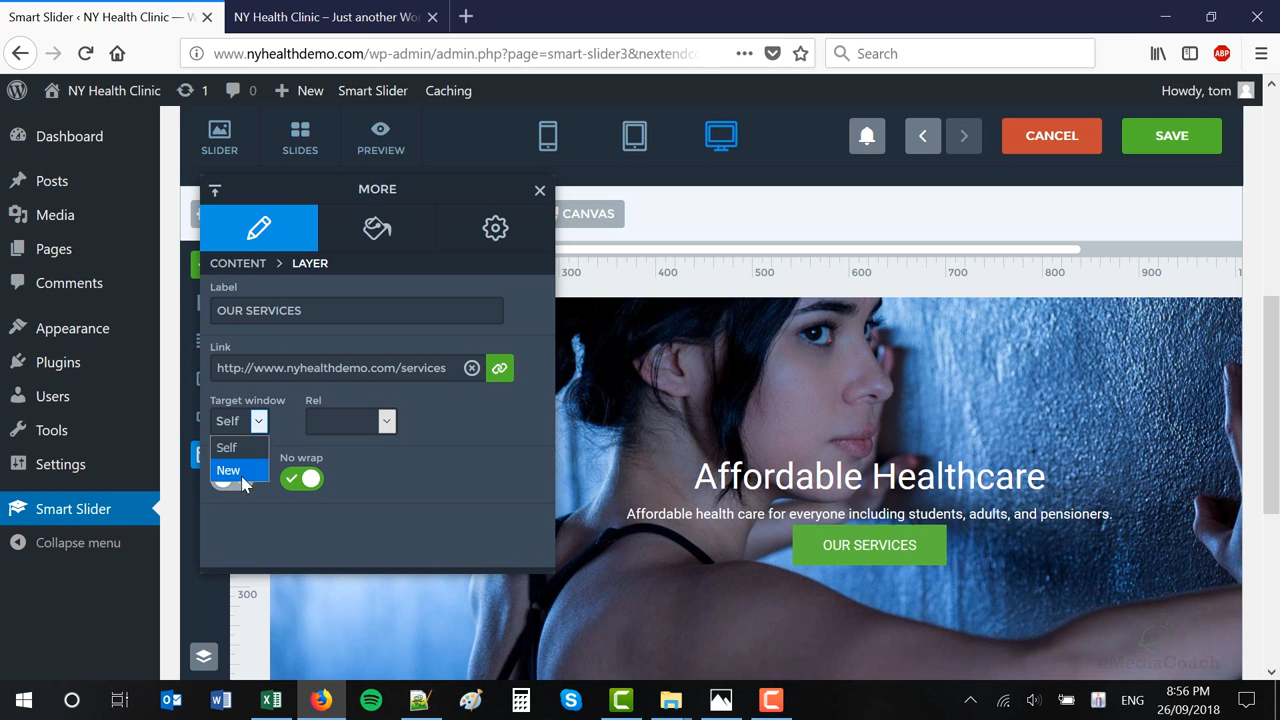 Smart Slider ‹ NY Health Clinic — W
NY Health Clinic – Just another Wo
www.nyhealthdemo.com/wp-admin/admin.php?page=smart-slider3&nextendc
Search
ABP
NY Health Clinic
1
0
New
Smart Slider
Caching
Howdy, tom
Dashboard
Posts
Media
Pages
Comments
Appearance
Plugins
Users
Tools
Settings
Smart Slider
Collapse menu
SLIDER
SLIDES
PREVIEW
CANCEL
SAVE
MORE
CANVAS
CONTENT > LAYER
Label
OUR SERVICES
Link
http://www.nyhealthdemo.com/services
Target window
Rel
Self
Self
New
No wrap
300
400
500
600
700
800
900
300
Affordable Healthcare
Affordable health care for everyone including students, adults, and pensioners.
OUR SERVICES
eMediaCoach
ENG
8:56 PM
26/09/2018